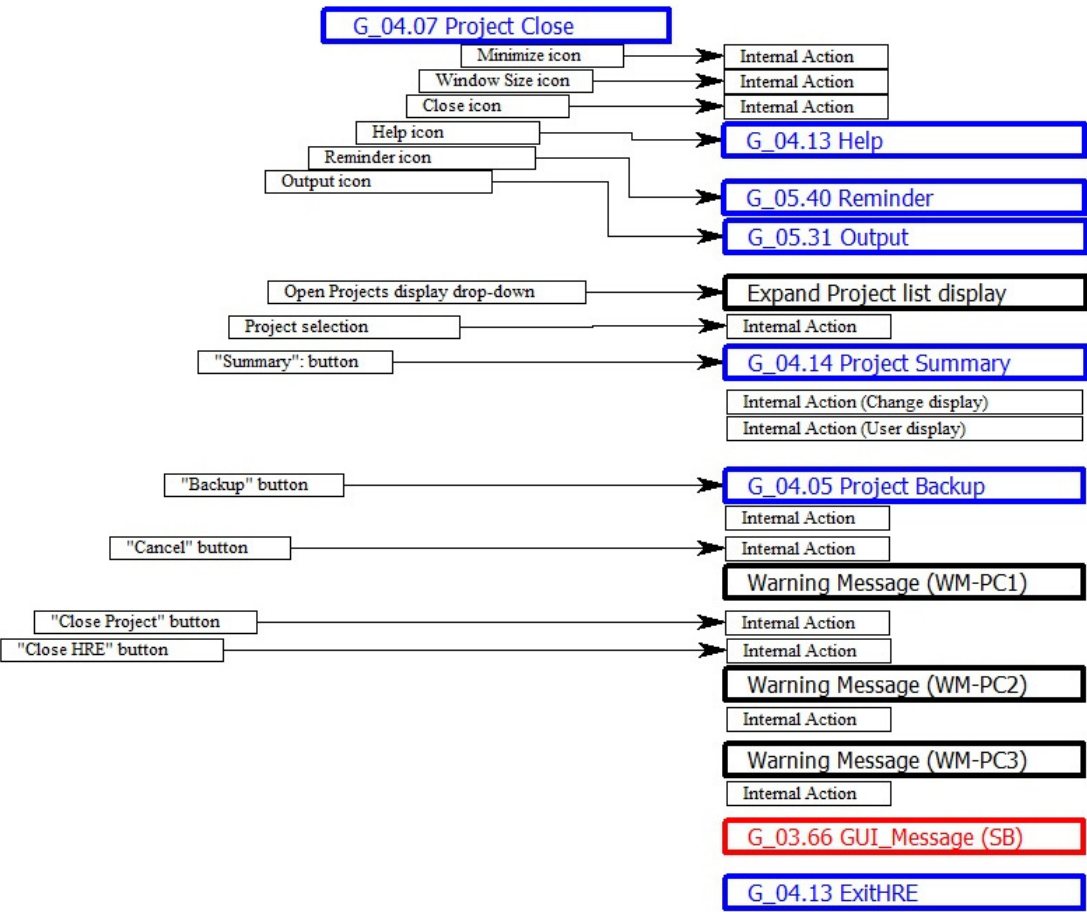 G_04.07 Project Close
Minimize icon
Internal Action
Window Size icon
Internal Action
Close icon
Internal Action
Help icon
G_04.13 Help
Reminder icon
Output icon
G_05.40 Reminder
G_05.31 Output
Open Projects display drop-down
Expand Project list display
Project selection
Internal Action
"Summary": button
G_04.14 Project Summary
Internal Action (Change display)
Internal Action (User display)
"Backup" button
G_04.05 Project Backup
Internal Action
"Cancel" button
Internal Action
Warning Message (WM-PC1)
"Close Project" button
Internal Action
"Close HRE" button
Internal Action
Warning Message (WM-PC2)
Internal Action
Warning Message (WM-PC3)
Internal Action
G_03.66 GUI_Message (SB)
G_04.13 ExitHRE